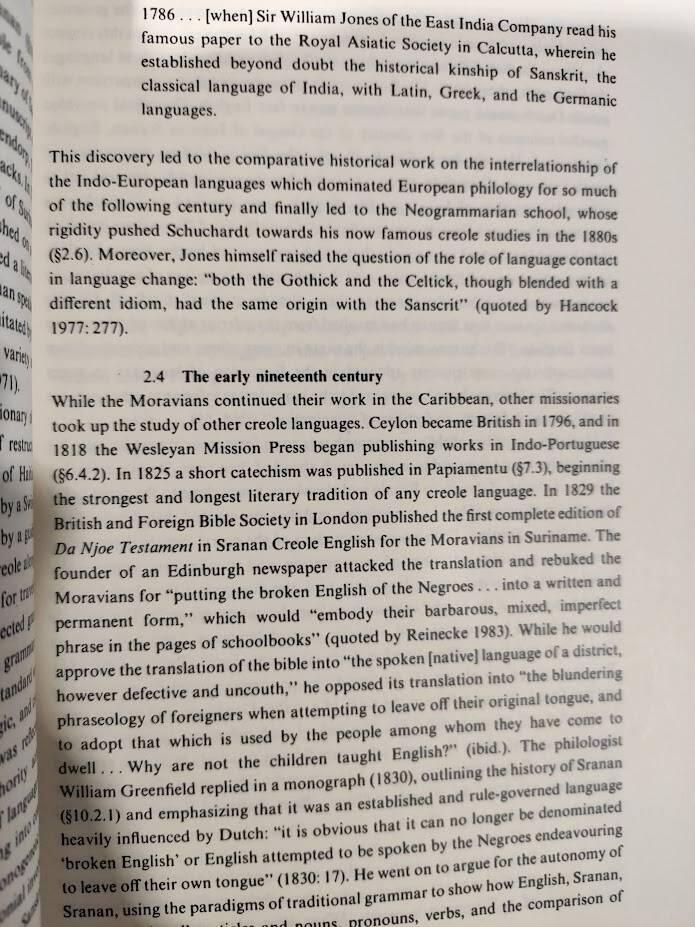 1786 . . . [when] Sir William Jones of the East India Company read his
famous paper to the Royal Asiatic Society in Calcutta, wherein he
established beyond doubt the historical kinship of Sanskrit, the
classical language of India, with Latin, Greek, and the Germanic
languages.
This discovery led to the comparative historical work on the interrelationship of
the Indo-European languages which dominated European philology for so much
of the following century and finally led to the Neogrammarian school, whose
rigidity pushed Schuchardt towards his now famous creole studies in the 1880s
(§2.6). Moreover, Jones himself raised the question of the role of language contact
in language change: “both the Gothick and the Celtick, though blended with a
different idiom, had the same origin with the Sanscrit” (quoted by Hancock
1977:277).
2.4 The early nineteenth century
While the Moravians continued their work in the Caribbean, other missionaries
took up the study of other creole languages. Ceylon became British in 1796, and in
1818 the Wesleyan Mission Press began publishing works in Indo-Portuguese
(§6.4.2). In 1825 a short catechism was published in Papiamentu (§7.3), beginning
the strongest and longest literary tradition of any creole language. In 1829 the
British and Foreign Bible Society in London published the first complete edition of
Da Njoe Testament in Sranan Creole English for the Moravians in Suriname. The
founder of an Edinburgh newspaper attacked the translation and rebuked the
Moravians for “putting the broken English of the Negroes . . . into a written and
permanent form,” which would “embody their barbarous, mixed, imperfect
phrase in the pages of schoolbooks” (quoted by Reinecke 1983). While he would
approve the translation of the bible into “the spoken [native] language of a district,
however defective and uncouth,” he opposed its translation into “the blundering
phraseology of foreigners when attempting to leave off their original tongue, and
to adopt that which is used by the people among whom they have come to
dwell . . . Why are not the children taught English?” (ibid.). The philologist
William Greenfield replied in a monograph (1830), outlining the history of Sranan
(§10.2.1) and emphasizing that it was an established and rule-governed language
heavily influenced by Dutch: “it is obvious that it can no longer be denominated
‘broken English’ or English attempted to be spoken by the Negroes endeavouring
to leave off their own tongue” (1830: 17). He went on to argue for the autonomy of
Sranan, using the paradigms of traditional grammar to show how English, Sranan,
and nouns, pronouns, verbs, and the comparison of